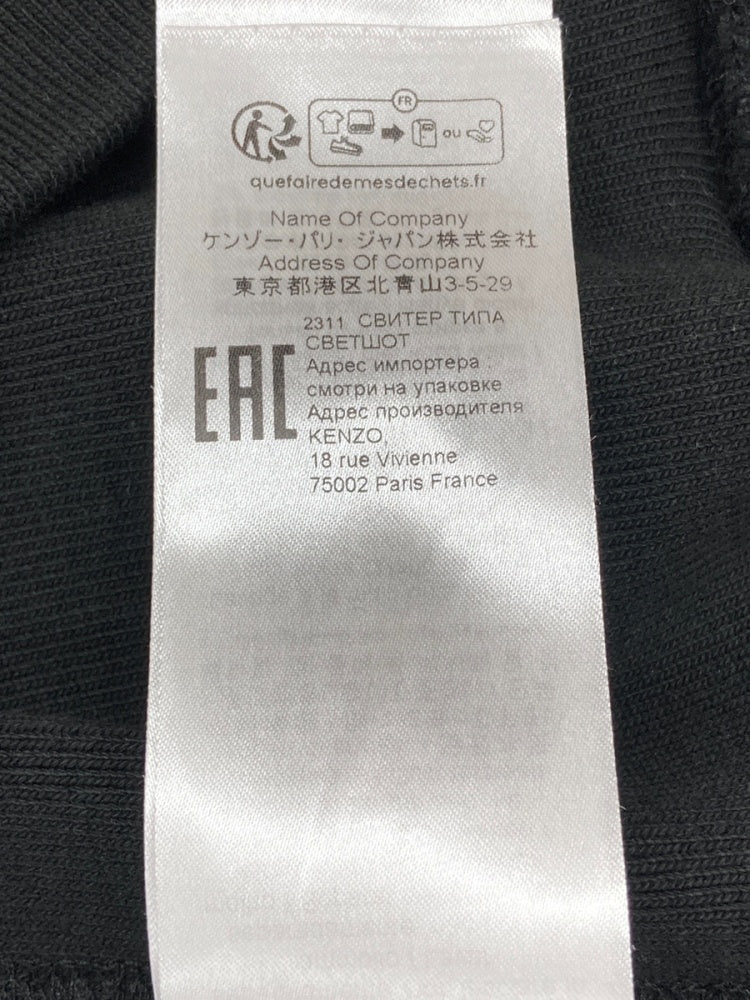 FR
ou
quefairedemesdechets.fr
Name Of Company
ケンゾー・パリ・ジャパン株式会社
Address Of Company
東京都港区北青山3-5-29
2311 СВИТЕР ТИПА
СВЕТШОТ
EAC
Адрес импортера :
смотри на упаковке
Адрес производителя
KENZO,
18 rue Vivienne
75002 Paris France